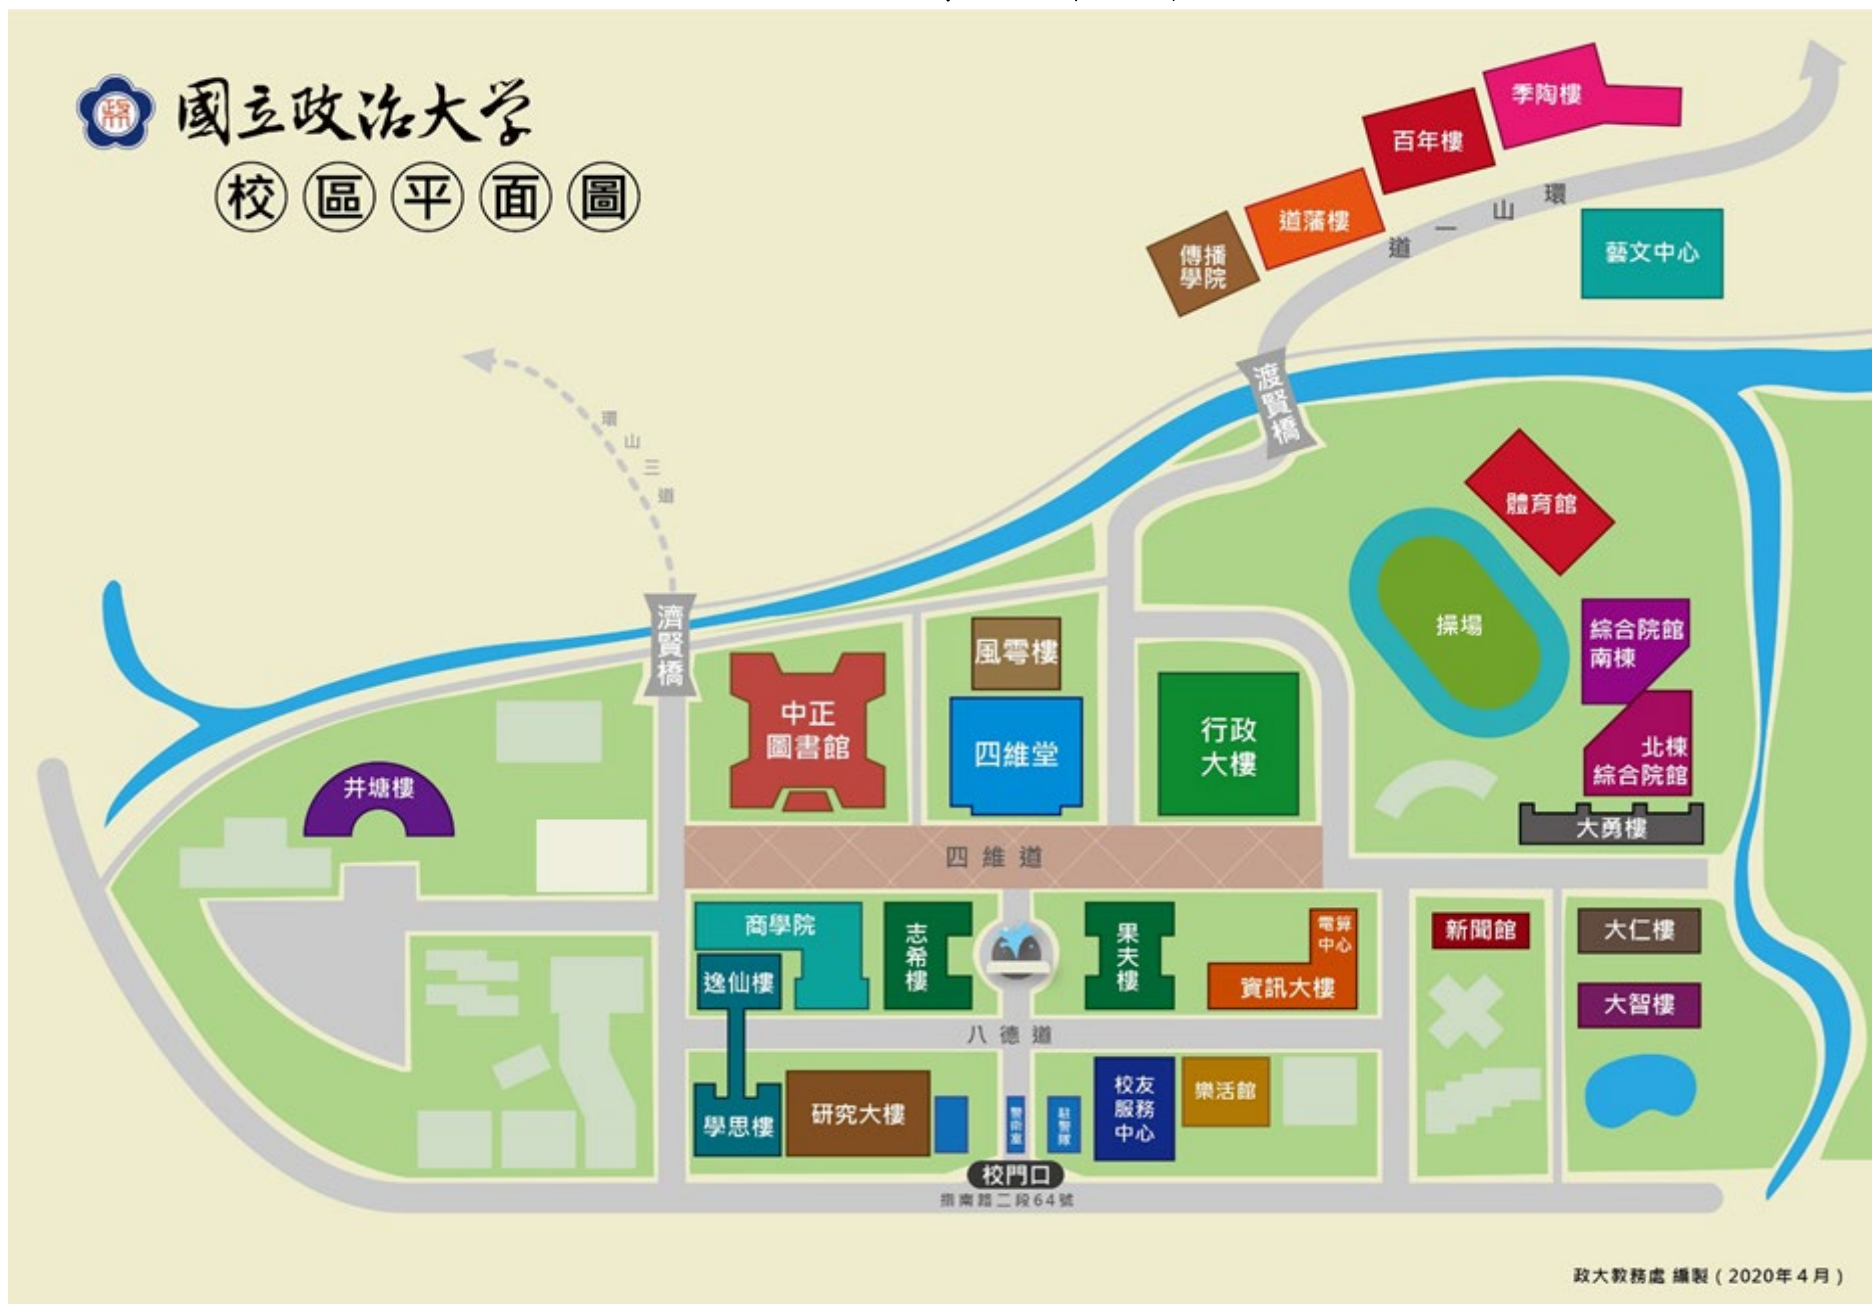 國立政治大学
校區平面圖
季陶樓
百年樓
道藩樓
傳播
學院
環山一道
藝文中心
渡賢橋
環山三道
體育館
操場
濟賢橋
風雩樓
綜合院館
南棟
中正
圖書館
四維堂
行政
大樓
北棟
綜合院館
井塘樓
大勇樓
四維道
商學院
志希樓
果夫樓
電算
中心
資訊大樓
新聞館
大仁樓
逸仙樓
大智樓
八德道
學思樓
研究大樓
警衛室
駐警隊
校友
服務
中心
樂活館
校門口
指南路二段64號
政大教務處 編製（2020年4月）